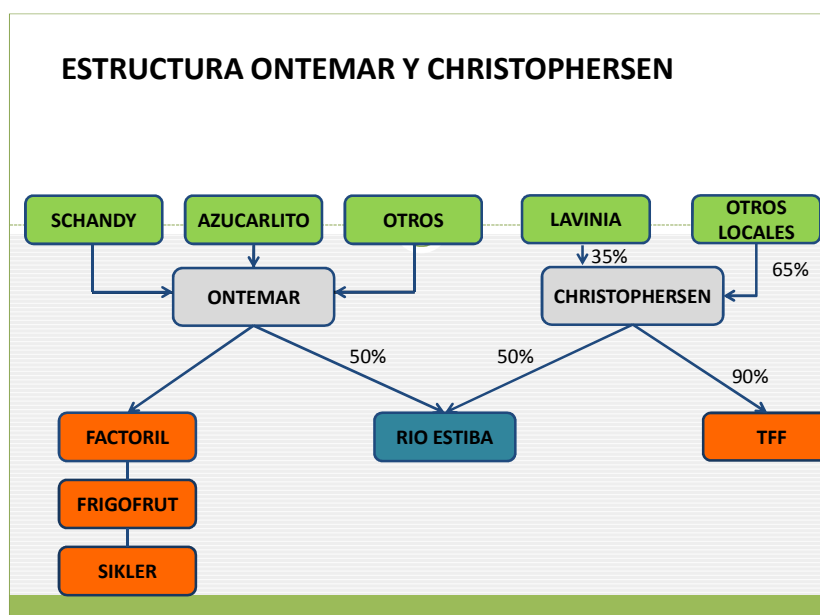 ESTRUCTURA ONTEMAR Y CHRISTOPHERSEN
SCHANDY
AZUCARLITO
OTROS
LAVINIA
OTROS
LOCALES
35%
65%
ONTEMAR
CHRISTOPHERSEN
50%
50%
90%
FACTORIL
RIO ESTIBA
TFF
FRIGOFRUT
SIKLER